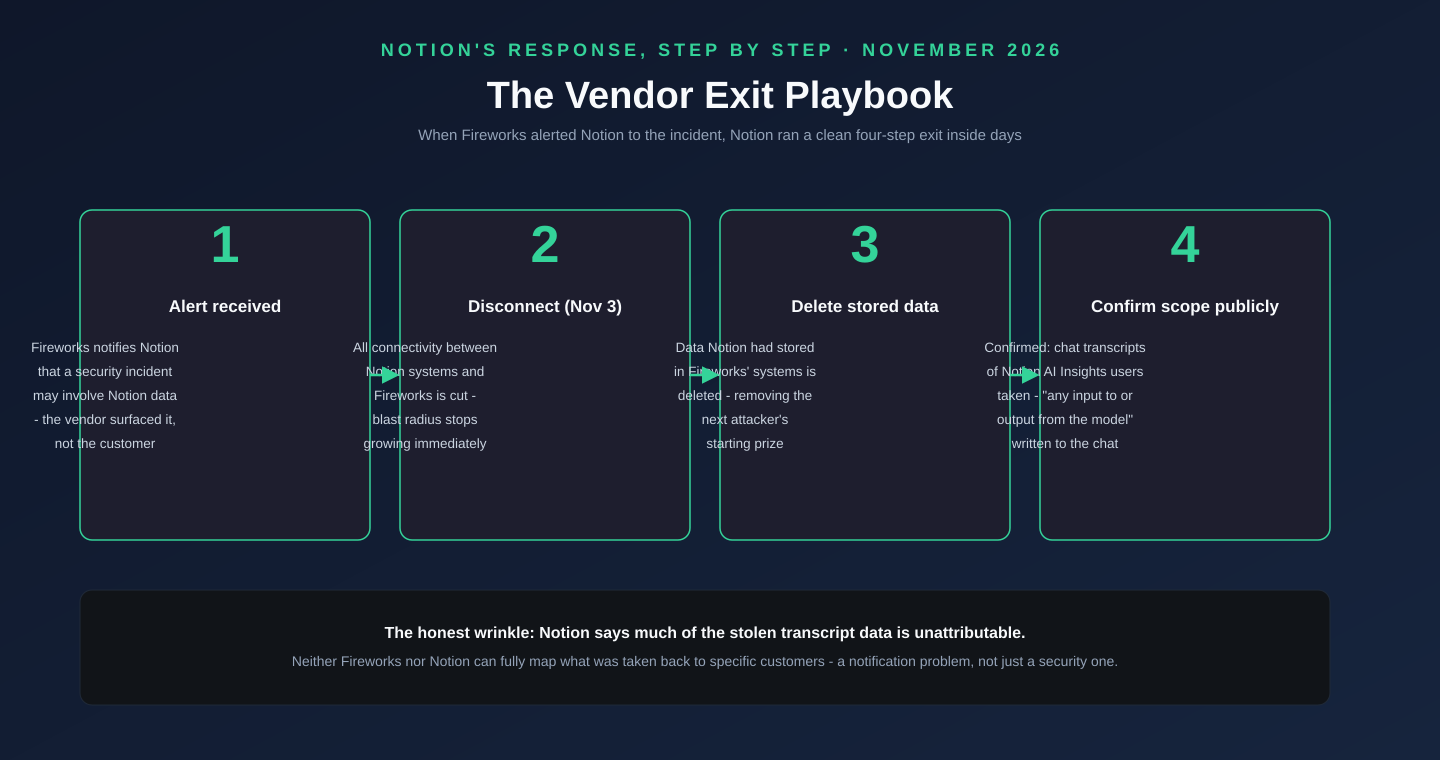 NOTION'S RESPONSE, STEP BY STEP · NOVEMBER 2026
The Vendor Exit Playbook
When Fireworks alerted Notion to the incident, Notion ran a clean four-step exit inside days
1
Alert received
Fireworks notifies Notion
that a security incident
may involve Notion data
- the vendor surfaced it,
not the customer
2
Disconnect (Nov 3)
All connectivity between
Notion systems and
Fireworks is cut -
blast radius stops
growing immediately
3
Delete stored data
Data Notion had stored
in Fireworks' systems is
deleted - removing the
next attacker's
starting prize
4
Confirm scope publicly
Confirmed: chat transcripts
of Notion AI Insights users
taken - "any input to or
output from the model"
written to the chat
The honest wrinkle: Notion says much of the stolen transcript data is unattributable.
Neither Fireworks nor Notion can fully map what was taken back to specific customers - a notification problem, not just a security one.